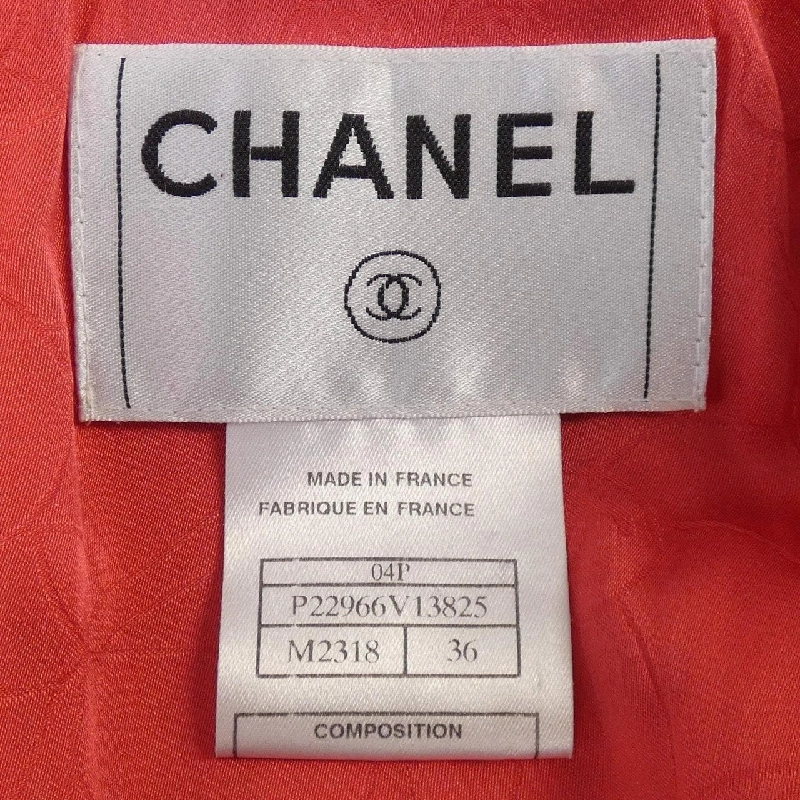 CHANEL
MADE IN FRANCE
FABRIQUE EN FRANCE
04P
P22966V13825
M2318 36
COMPOSITION